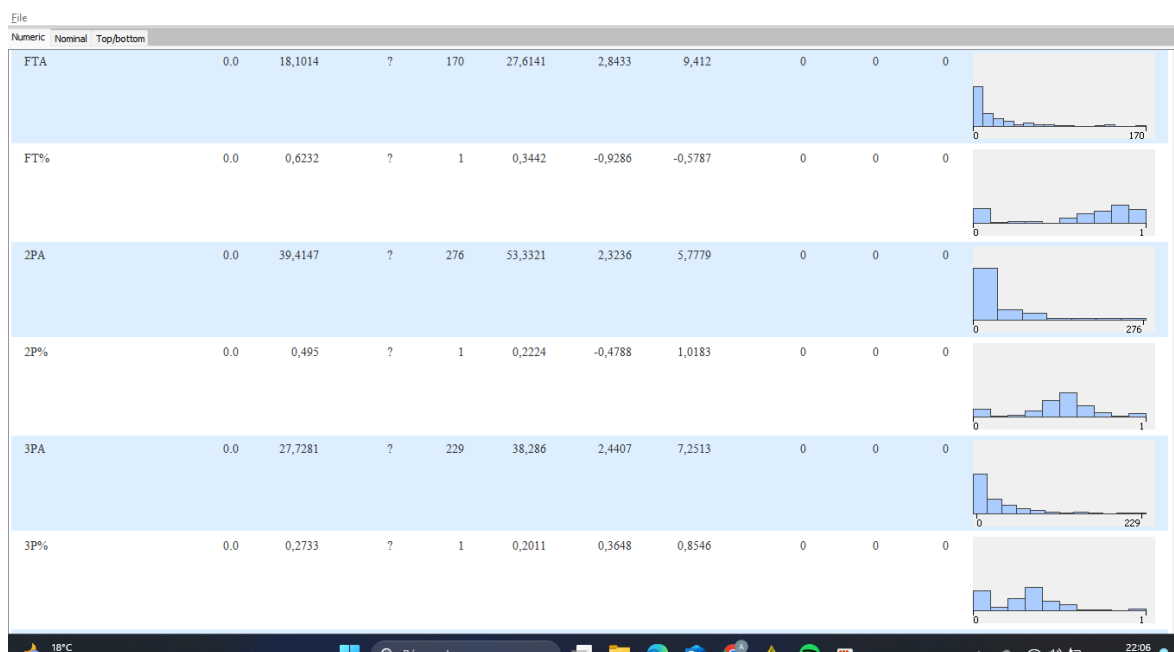 File
Numeric Nominal Top/bottom
FTA 0.0 18,1014 ? 170 27,6141 2,8433 9,412 0 0 0
0 170
FT% 0.0 0,6232 ? 1 0,3442 -0,9286 -0,5787 0 0 0
0 1
2PA 0.0 39,4147 ? 276 53,3321 2,3236 5,7779 0 0 0
0 276
2P% 0.0 0,495 ? 1 0,2224 -0,4788 1,0183 0 0 0
0 1
3PA 0.0 27,7281 ? 229 38,286 2,4407 7,2513 0 0 0
0 229
3P% 0.0 0,2733 ? 1 0,2011 0,3648 0,8546 0 0 0
0 1
18°C 22:06